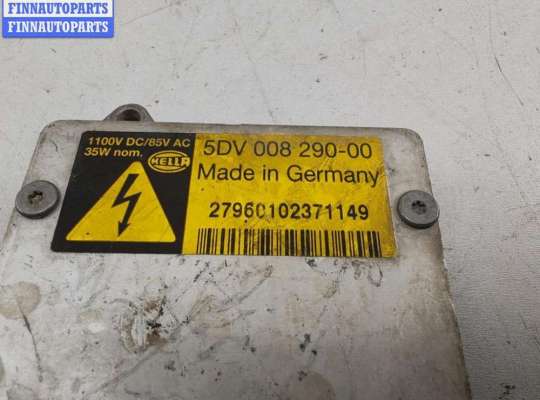 FINNAUTOPARTS
FINNAUTOPARTS
1100V DC/85V AC
35W nom.
HELLA
5DV 008 290-00
Made in Germany
27960102371149